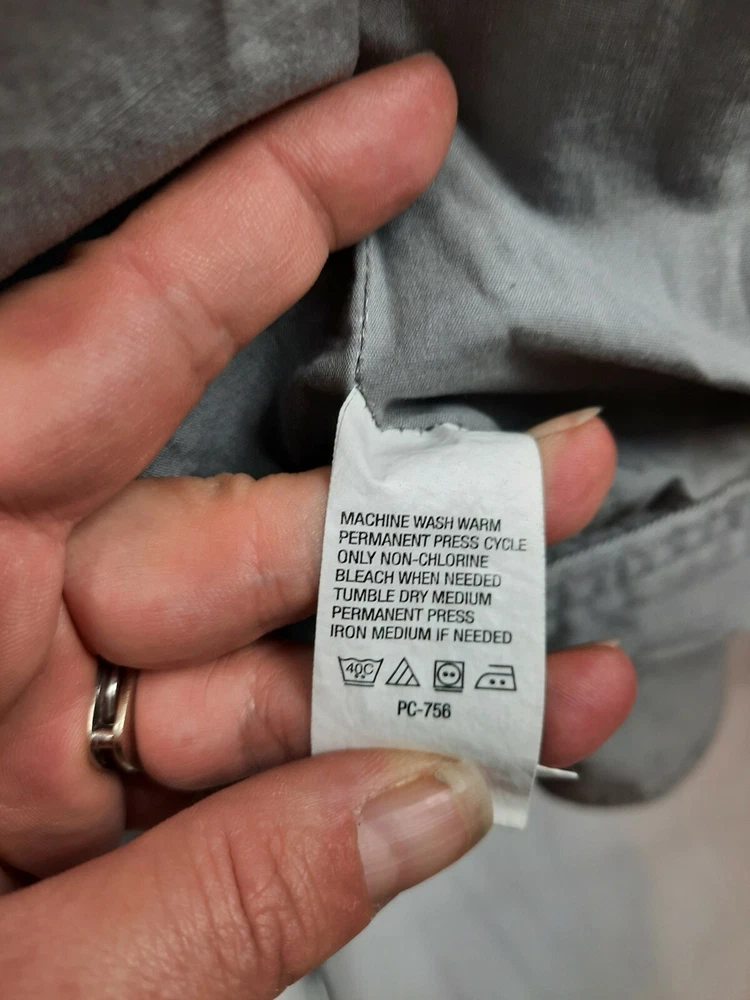 MACHINE WASH WARM
PERMANENT PRESS CYCLE
ONLY NON-CHLORINE
BLEACH WHEN NEEDED
TUMBLE DRY MEDIUM
PERMANENT PRESS
IRON MEDIUM IF NEEDED
40C
PC-756